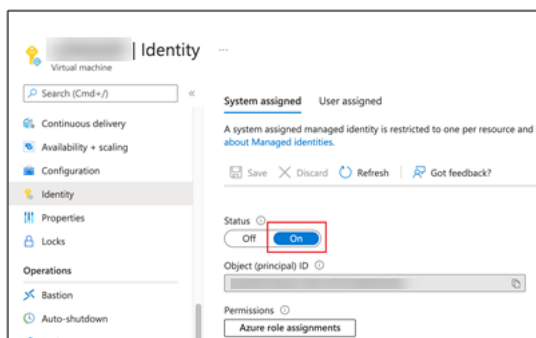 | Identity ...
Virtual machine
Search (Cmd+/)
Continuous delivery
Availability + scaling
Configuration
Identity
Properties
Locks
Operations
Bastion
Auto-shutdown
System assigned User assigned
A system assigned managed identity is restricted to one per resource and
about Managed identities.
Save Discard Refresh Got feedback?
Status
Off On
Object (principal) ID
Permissions
Azure role assignments